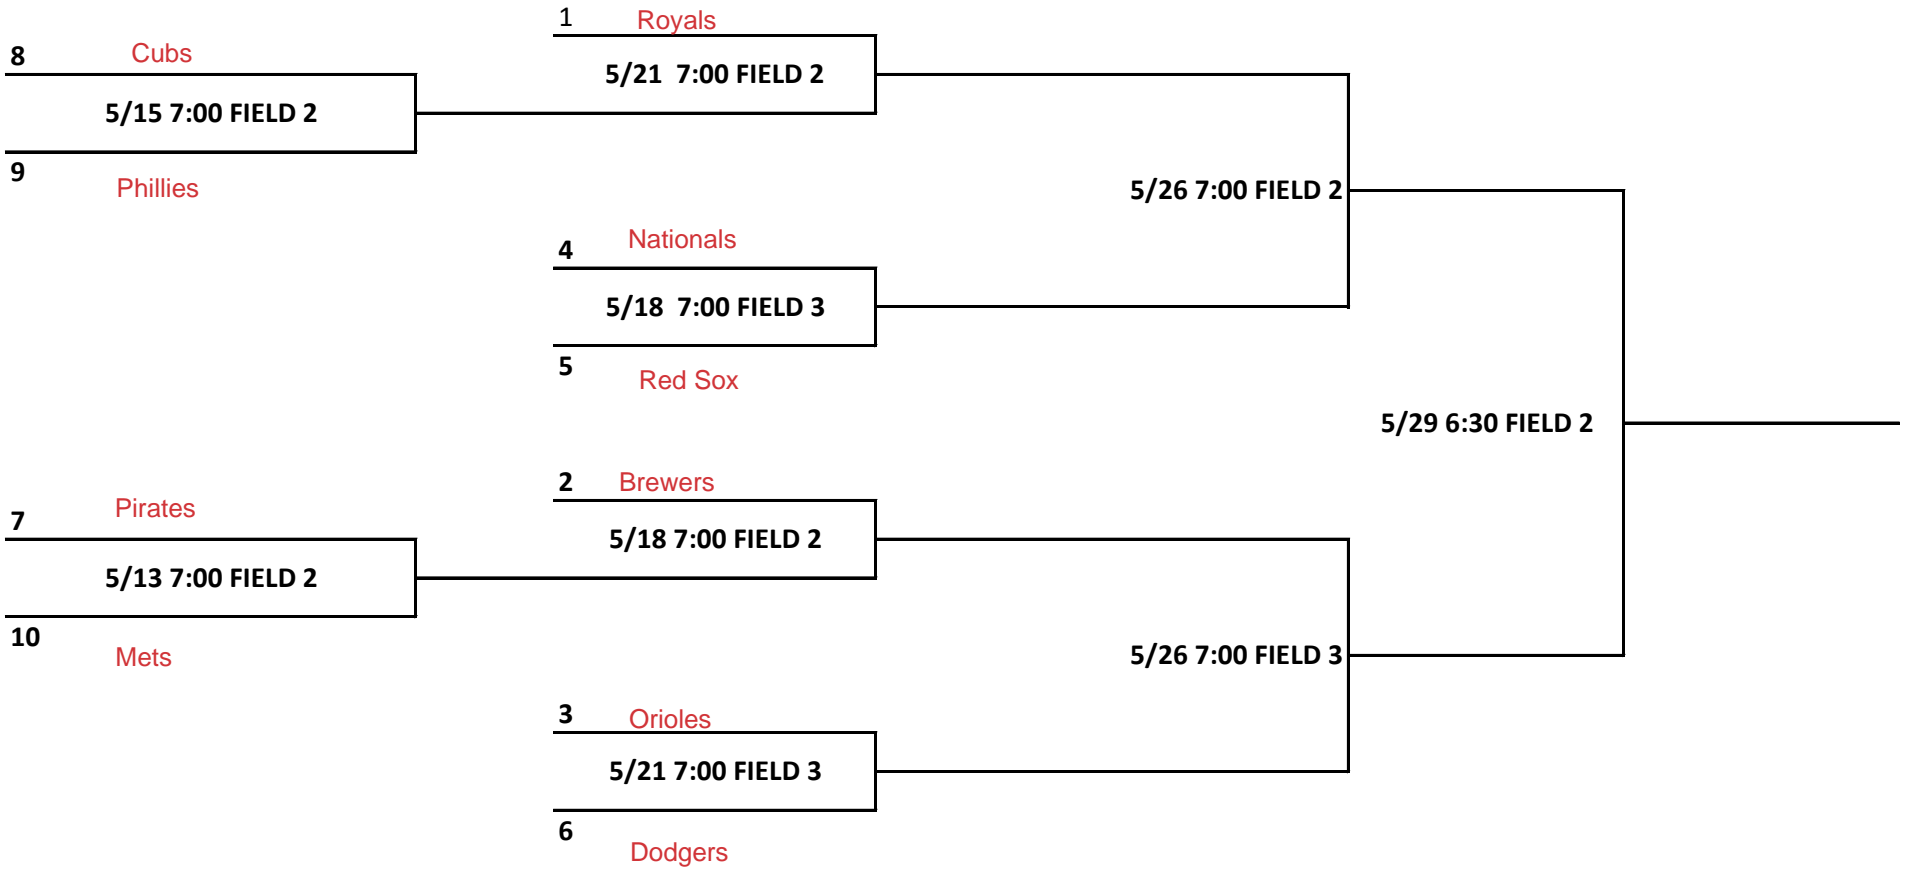 1 Royals
8 Cubs
5/21 7:00 FIELD 2
5/15 7:00 FIELD 2
9
Phillies
5/26 7:00 FIELD 2
4 Nationals
5/18 7:00 FIELD 3
5
Red Sox
5/29 6:30 FIELD 2
2 Brewers
7 Pirates
5/18 7:00 FIELD 2
5/13 7:00 FIELD 2
10
Mets
5/26 7:00 FIELD 3
3 Orioles
5/21 7:00 FIELD 3
6
Dodgers